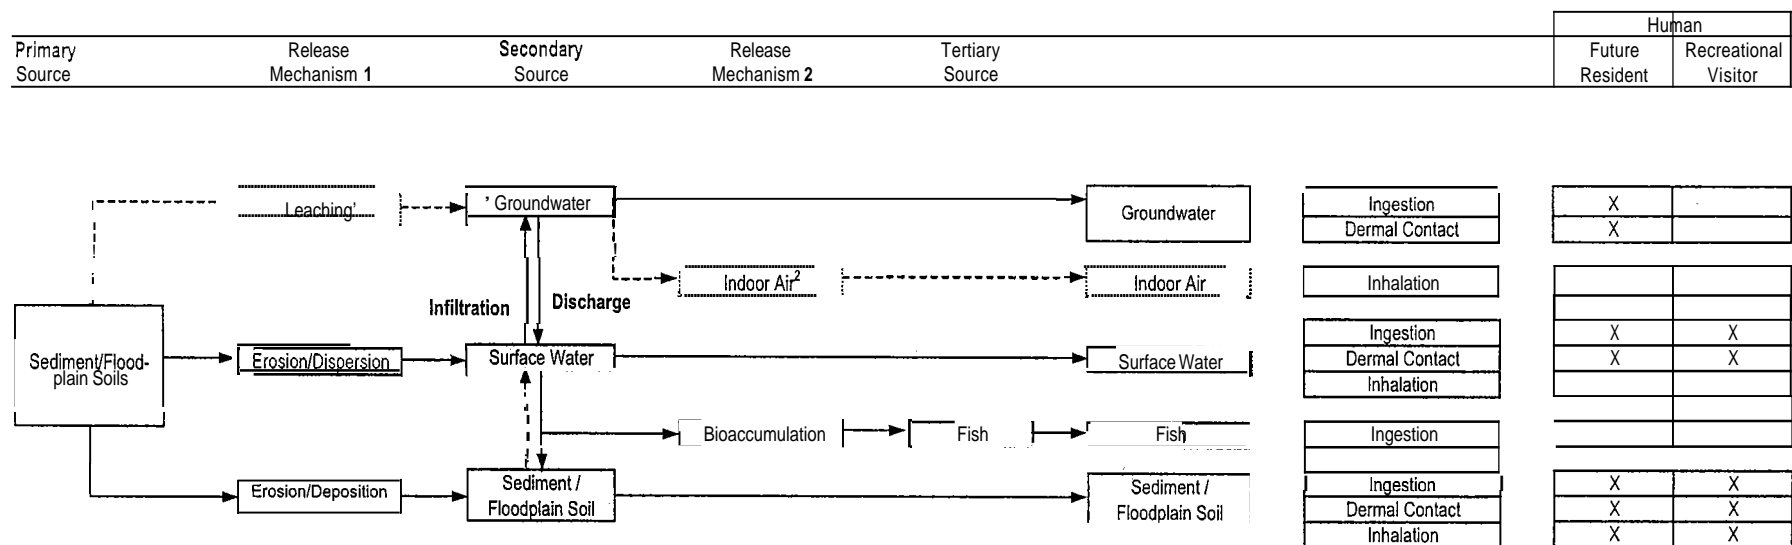 Human
Primary Release Secondary Release Tertiary Future Recreational
Source Mechanism 1 Source Mechanism 2 Source Resident Visitor
Leaching' ' Groundwater Groundwater Ingestion X
Dermal Contact X
Indoor Air² Indoor Air Inhalation
Infiltration Discharge
Ingestion X X
Sediment/Flood-
plain Soils
Erosion/Dispersion Surface Water Surface Water Dermal Contact X X
Inhalation
Bioaccumulation Fish Fish Ingestion
Erosion/Deposition Sediment / Sediment / Ingestion X X
Floodplain Soil Floodplain Soil Dermal Contact X X
Inhalation X X